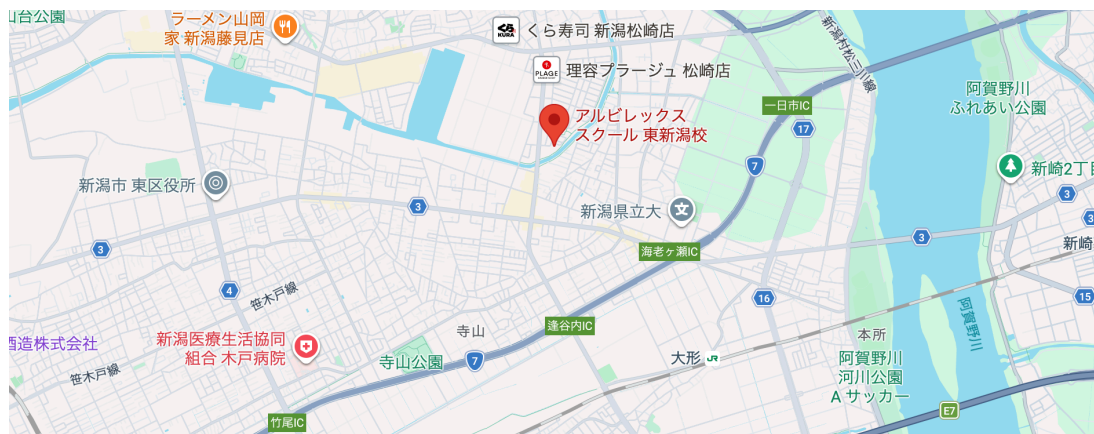 山台公園
ラーメン山岡
家 新潟藤見店
KURA
くら寿司 新潟松崎店
PLAGE
理容プラージュ 松崎店
アルビレックス
スクール 東新潟校
新潟村松三川線
一日市IC
17
7
阿賀野川
ふれあい公園
新崎2丁目
新潟市 東区役所
3
新潟県立大
3
3
3
3
海老ヶ瀬IC
新崎
4
笹木戸線
16
15
酒造株式会社
新潟医療生活協同
組合 木戸病院
寺山
逢谷内IC
本所
阿賀野川
寺山公園
7
大形
JR
阿賀野川
河川公園
A サッカー
笹木戸線
竹尾IC
E7